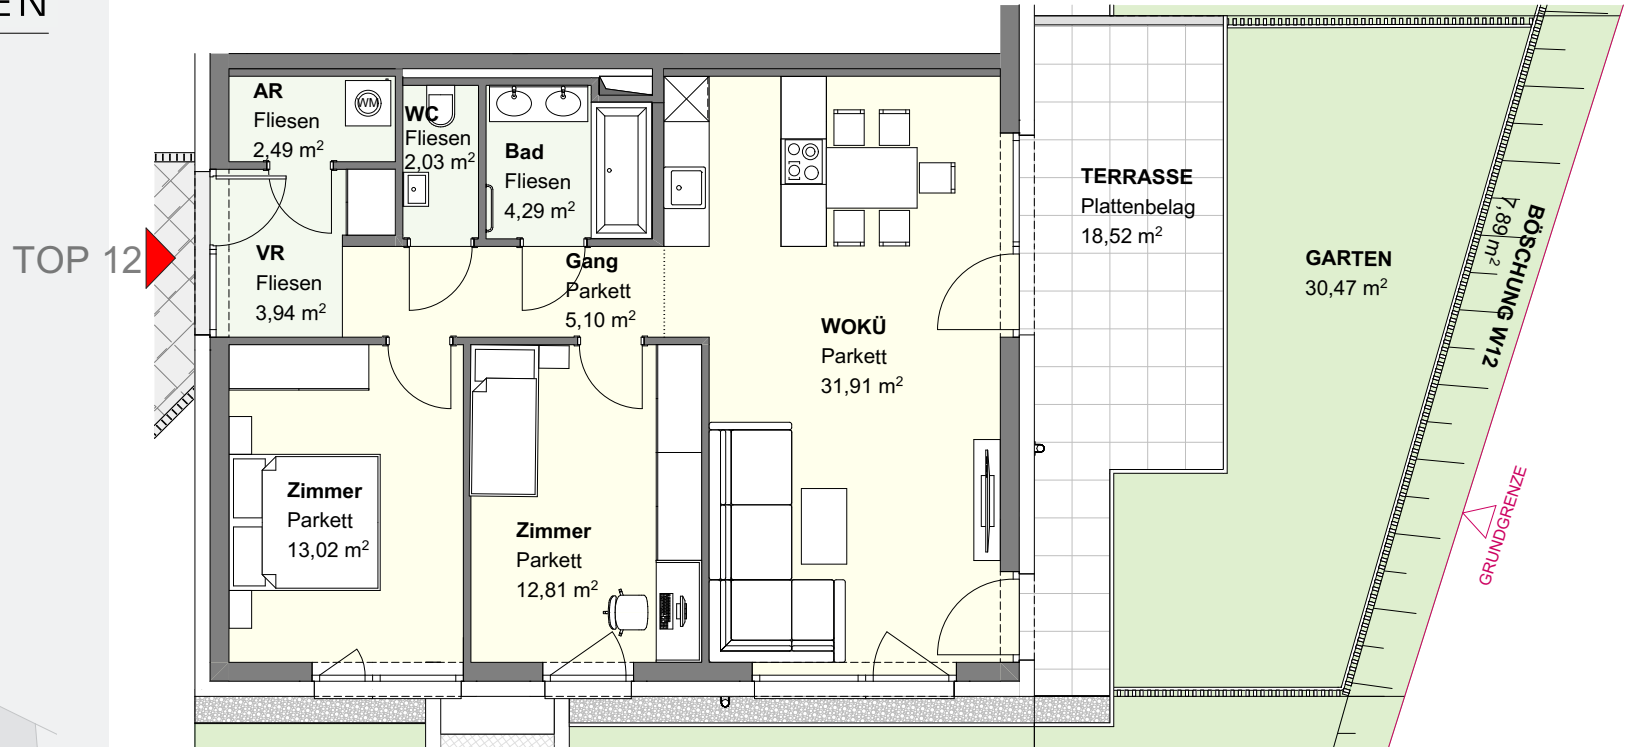 EN
AR
Fliesen
2,49 m²
WM
WC
Fliesen
2,03 m²
Bad
Fliesen
4,29 m²
TOP 12
VR
Fliesen
3,94 m²
Gang
Parkett
5,10 m²
WOKÜ
Parkett
31,91 m²
TERRASSE
Plattenbelag
18,52 m²
GARTEN
30,47 m²
BÖSCHUNG W12
7,89 m²
Zimmer
Parkett
13,02 m²
Zimmer
Parkett
12,81 m²
GRUNDGRENZE